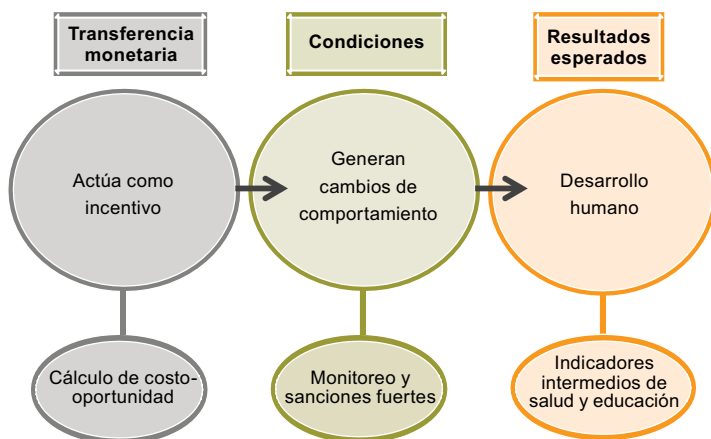 Transferencia
monetaria
Condiciones
Resultados
esperados
Actúa como
incentivo
Generan
cambios de
comportamiento
Desarrollo
humano
Cálculo de costo-
oportunidad
Monitoreo y
sanciones fuertes
Indicadores
intermedios de
salud y educación